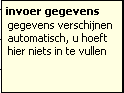 invoer gegevens
gegevens verschijnen
automatisch, u hoeft
hier niets in te vullen